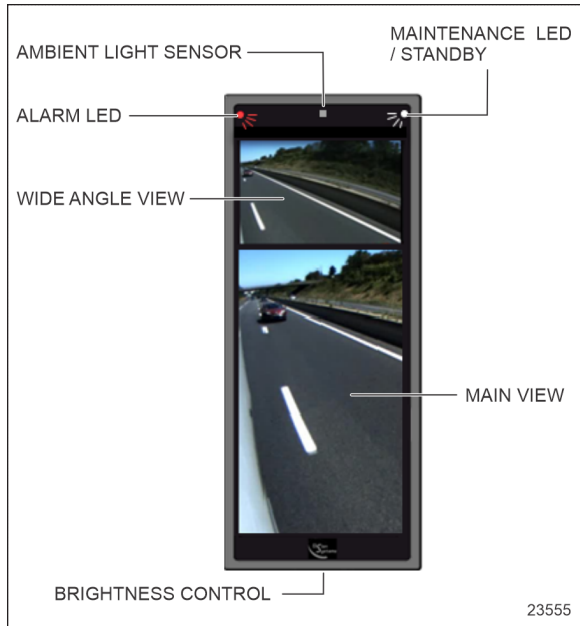 AMBIENT LIGHT SENSOR
MAINTENANCE LED
/ STANDBY
ALARM LED
WIDE ANGLE VIEW
MAIN VIEW
BRIGHTNESS CONTROL
23555